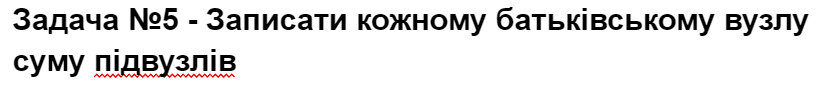 Задача №5 - Записати кожному батьківському вузлу
суму підвузлів